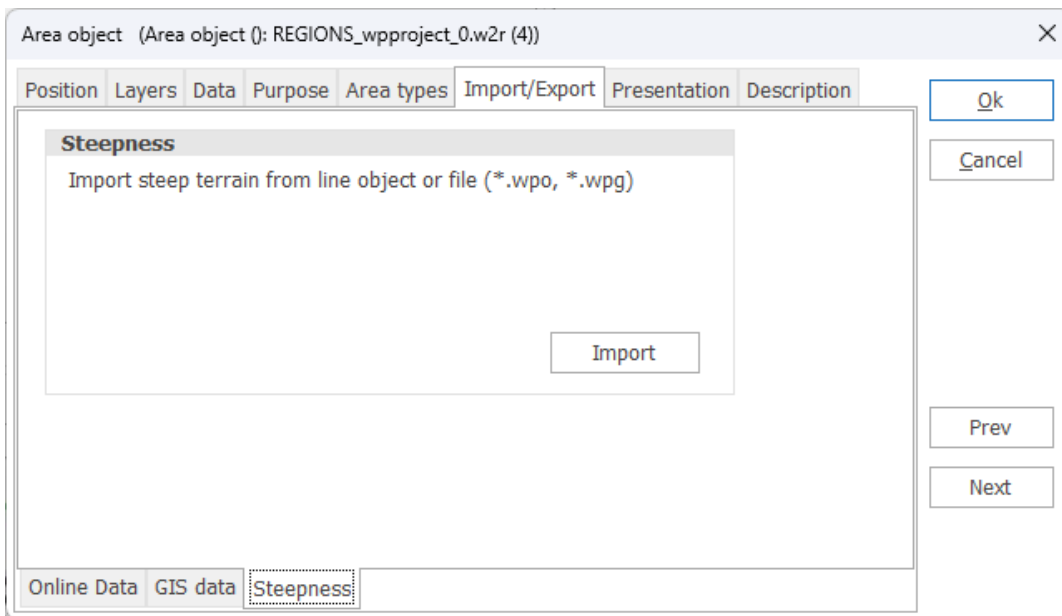 Area object (Area object (): REGIONS_wpproject_0.w2r (4))
Position Layers Data Purpose Area types Import/Export Presentation Description
Ok
Steepness
Cancel
Import steep terrain from line object or file (*.wpo, *.wpg)
Import
Prev
Next
Online Data GIS data Steepness